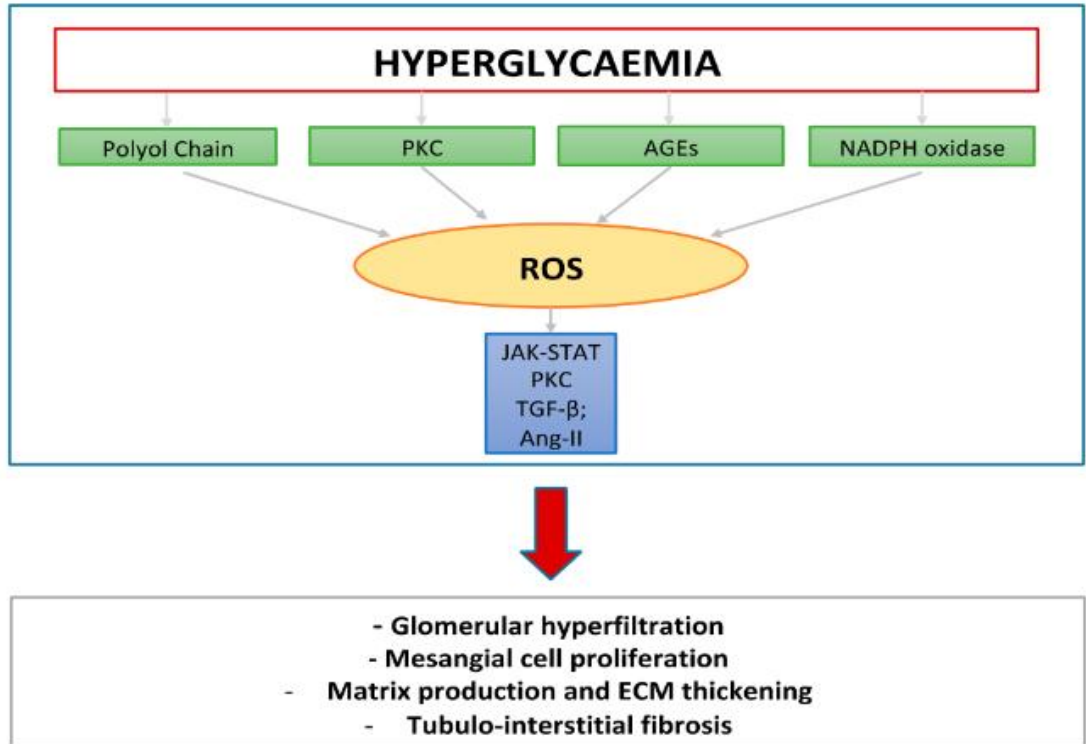 HYPERGLYCAEMIA
Polyol Chain
PKC
AGEs
NADPH oxidase
ROS
JAK-STAT
PKC
TGF-β;
Ang-II
- Glomerular hyperfiltration
- Mesangial cell proliferation
- Matrix production and ECM thickening
- Tubulo-interstitial fibrosis